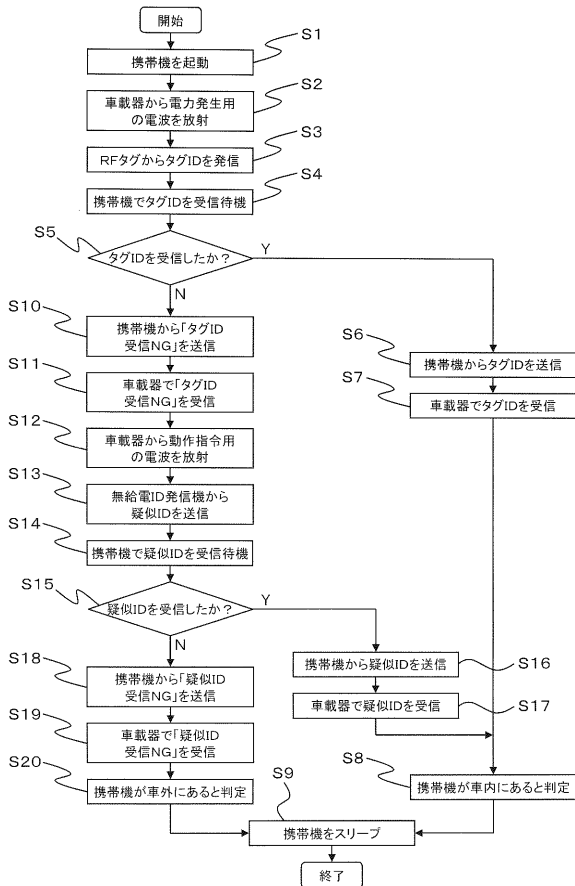 開始
S1
携帯機を起動
S2
車載器から電力発生用
の電波を放射
S3
RFタグからタグIDを発信
S4
携帯機でタグIDを受信待機
S5
タグIDを受信したか？
Y
N
S10
携帯機から「タグID
受信NG」を送信
S6
携帯機からタグIDを送信
S11
車載器で「タグID
受信NG」を受信
S7
車載器でタグIDを受信
S12
車載器から動作指令用
の電波を放射
S13
無給電ID発信機から
疑似IDを送信
S14
携帯機で疑似IDを受信待機
S15
疑似IDを受信したか？
Y
N
S18
携帯機から「疑似ID
受信NG」を送信
S16
携帯機から疑似IDを送信
S19
車載器で「疑似ID
受信NG」を受信
S17
車載器で疑似IDを受信
S20
携帯機が車外にあると判定
S8
携帯機が車内にあると判定
S9
携帯機をスリープ
終了